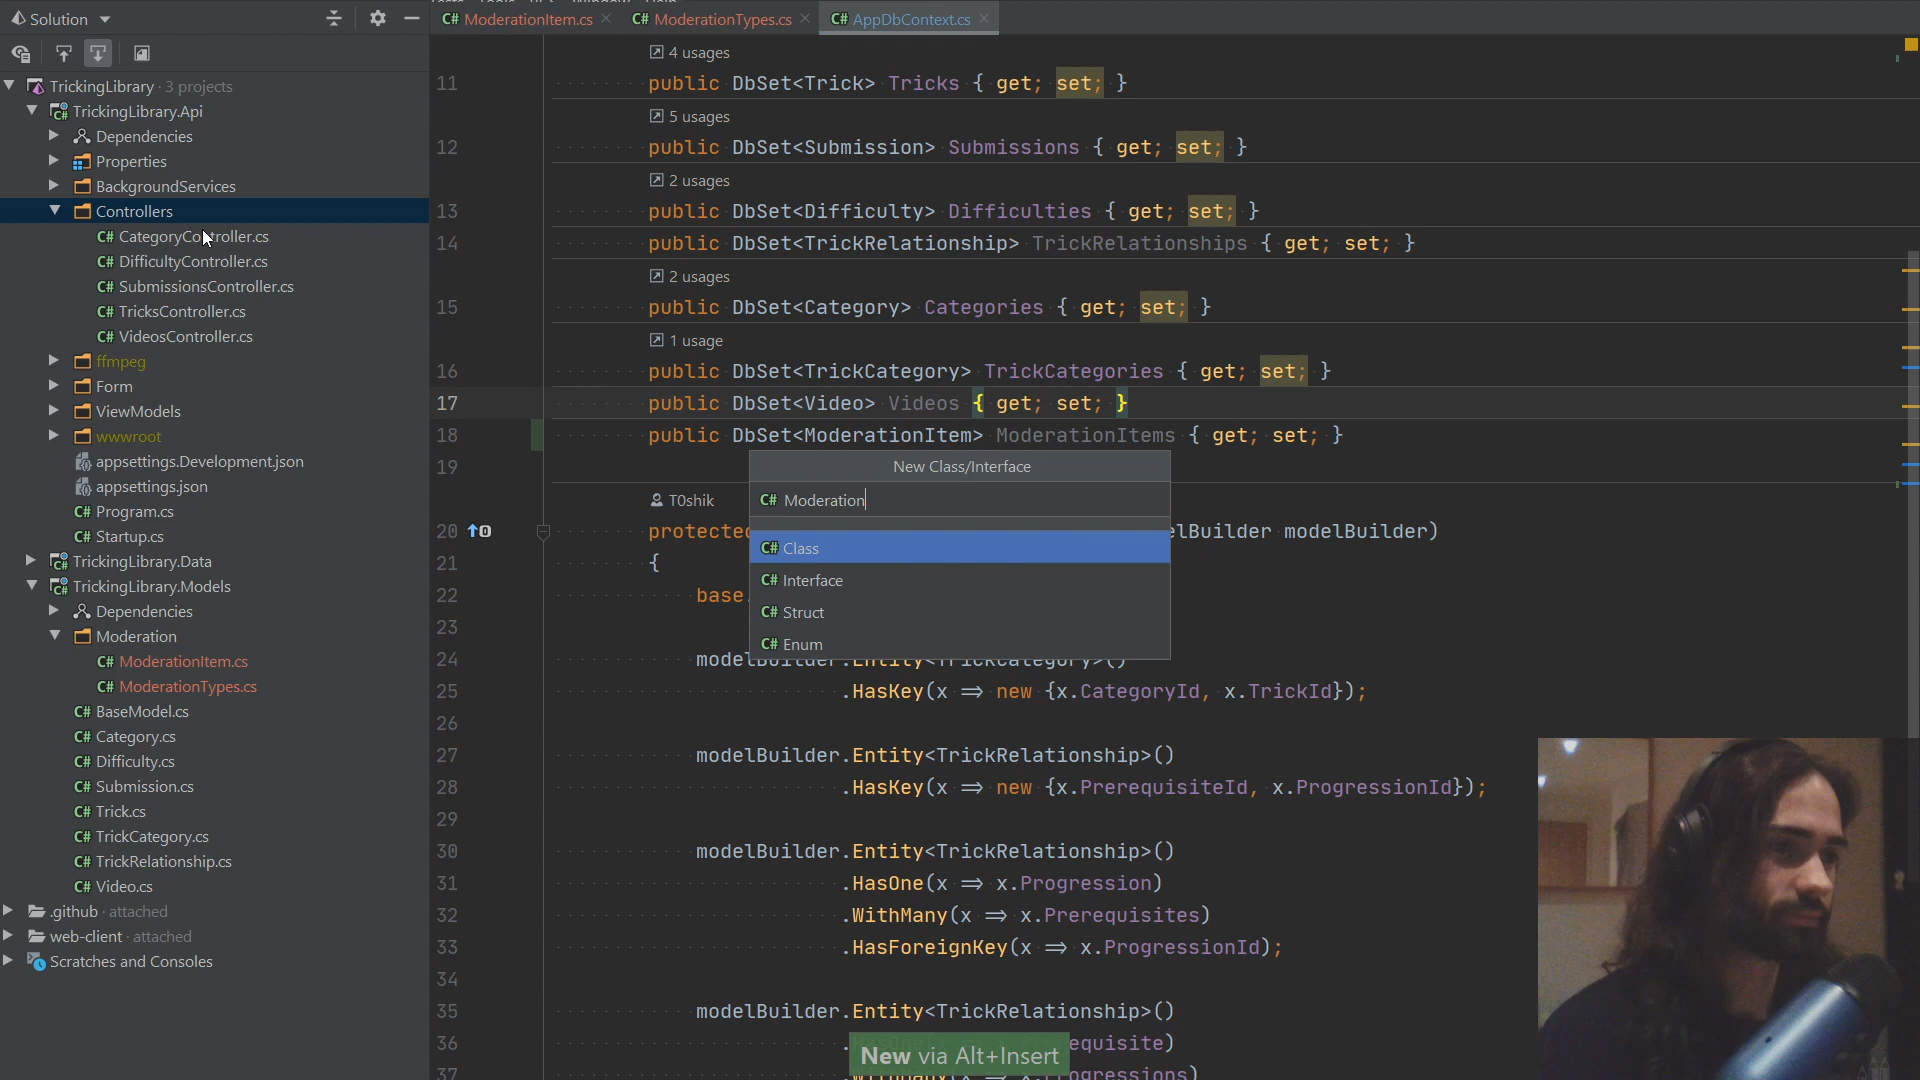 Solution
TrickingLibrary · 3 projects
TrickingLibrary.Api
Dependencies
Properties
BackgroundServices
Controllers
C# CategoryController.cs
C# DifficultyController.cs
C# SubmissionsController.cs
C# TricksController.cs
C# VideosController.cs
ffmpeg
Form
ViewModels
wwwroot
appsettings.Development.json
appsettings.json
C# Program.cs
C# Startup.cs
TrickingLibrary.Data
TrickingLibrary.Models
Dependencies
Moderation
C# ModerationItem.cs
C# ModerationTypes.cs
C# BaseModel.cs
C# Category.cs
C# Difficulty.cs
C# Submission.cs
C# Trick.cs
C# TrickCategory.cs
C# TrickRelationship.cs
C# Video.cs
.github · attached
web-client · attached
Scratches and Consoles
C# ModerationItem.cs
C# ModerationTypes.cs
C# AppDbContext.cs
4 usages
11 public DbSet<Trick> Tricks { get; set; }
5 usages
12 public DbSet<Submission> Submissions { get; set; }
2 usages
13 public DbSet<Difficulty> Difficulties { get; set; }
14 public DbSet<TrickRelationship> TrickRelationships { get; set; }
2 usages
15 public DbSet<Category> Categories { get; set; }
1 usage
16 public DbSet<TrickCategory> TrickCategories { get; set; }
17 public DbSet<Video> Videos { get; set; }
18 public DbSet<ModerationItem> ModerationItems { get; set; }
19
T0shik
20 protected elBuilder modelBuilder)
21 {
22 base.
23
24 modelBuilder.Entity<TrickCategory>()
25 .HasKey(x => new {x.CategoryId, x.TrickId});
26
27 modelBuilder.Entity<TrickRelationship>()
28 .HasKey(x => new {x.PrerequisiteId, x.ProgressionId});
29
30 modelBuilder.Entity<TrickRelationship>()
31 .HasOne(x => x.Progression)
32 .WithMany(x => x.Prerequisites)
33 .HasForeignKey(x => x.ProgressionId);
34
35 modelBuilder.Entity<TrickRelationship>()
36 equisite)
37 ogressions)
New Class/Interface
C# Moderation
C# Class
C# Interface
C# Struct
C# Enum
New via Alt+Insert